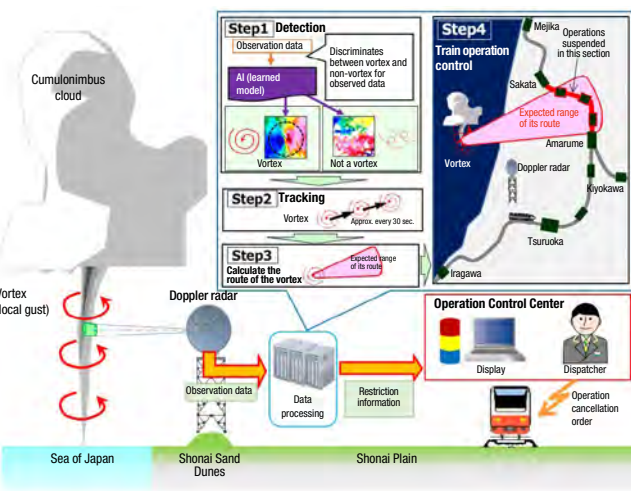 Cumulonimbus
cloud
Step1 Detection
Observation data
AI (learned
model)
Discriminates
between vortex and
non-vortex for
observed data
Vortex
Not a vortex
Step2 Tracking
Vortex
Approx. every 30 sec.
Step3
Calculate the
route of the vortex
Expected range
of its route
Step4
Train operation
control
Mejika
Operations
suspended
in this section
Sakata
Expected range
of its route
Vortex
Amarume
Doppler radar
Kiyokawa
Tsuruoka
Iragawa
Vortex
local gust)
Doppler radar
Observation data
Data
processing
Restriction
information
Operation Control Center
Display
Dispatcher
Operation
cancellation
order
Sea of Japan
Shonai Sand
Dunes
Shonai Plain